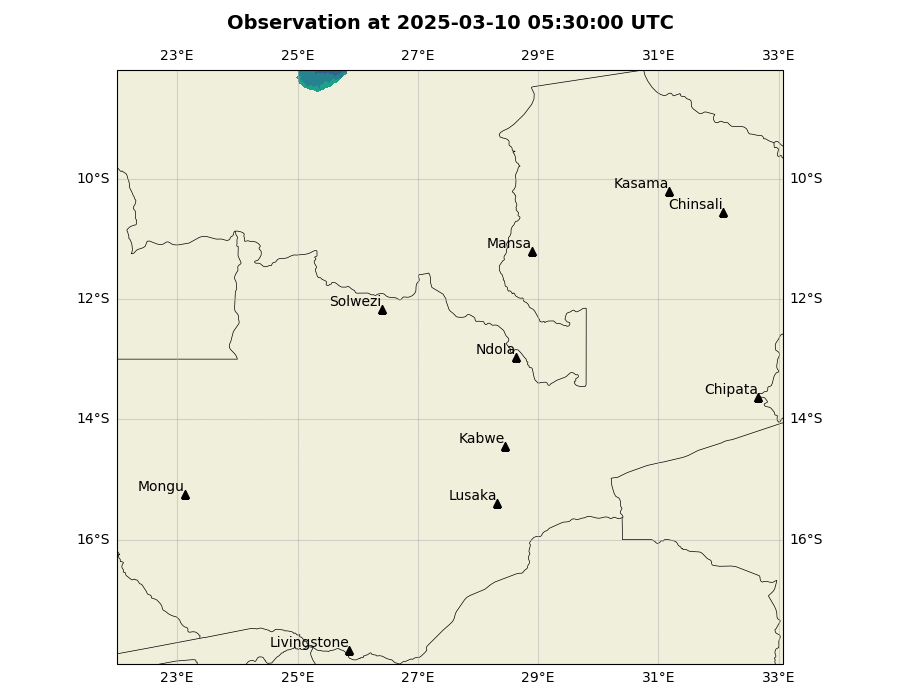 Observation at 2025-03-10 05:30:00 UTC
23°E 25°E 27°E 29°E 31°E 33°E
10°S 10°S
Kasama
Chinsali
Mansa
12°S 12°S
Solwezi
Ndola
Chipata
14°S 14°S
Kabwe
Mongu
Lusaka
16°S 16°S
Livingstone
23°E 25°E 27°E 29°E 31°E 33°E